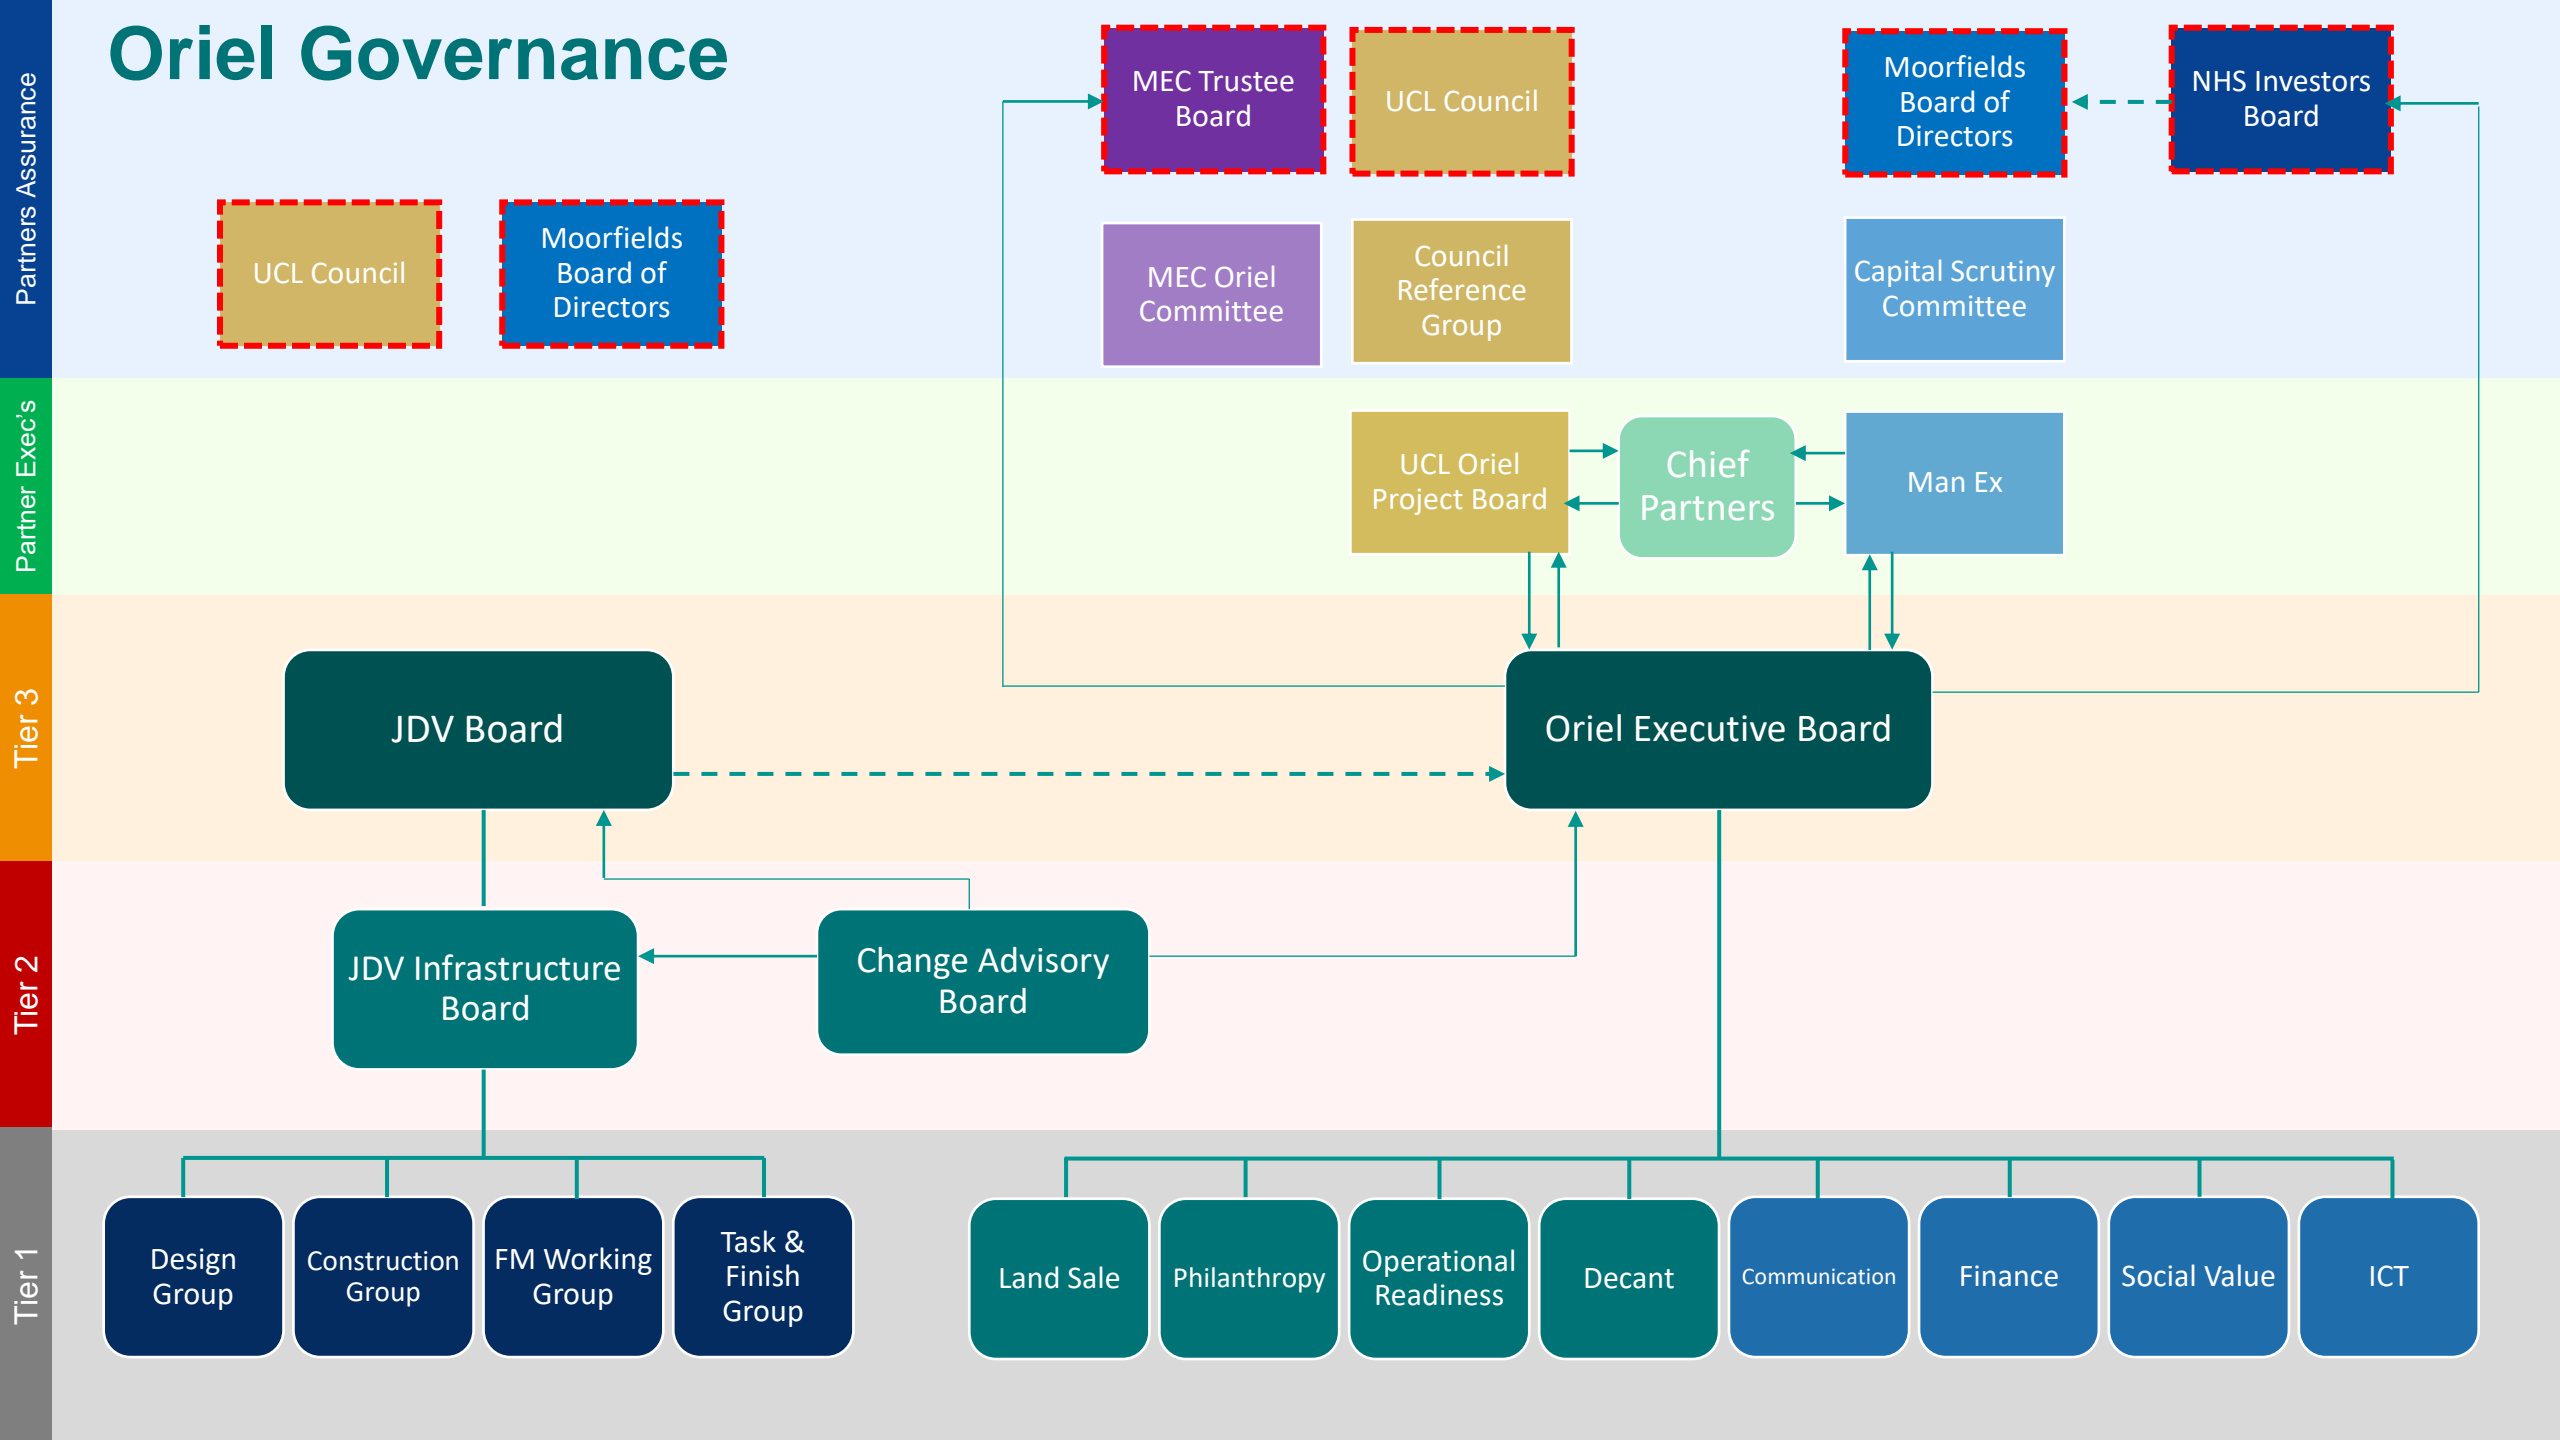 Oriel Governance
Partners Assurance
MEC Trustee
Board
UCL Council
Moorfields
Board of
Directors
NHS Investors
Board
UCL Council
Moorfields
Board of
Directors
MEC Oriel
Committee
Council
Reference
Group
Capital Scrutiny
Committee
Partner Exec’s
UCL Oriel
Project Board
Chief
Partners
Man Ex
Tier 3
JDV Board
Oriel Executive Board
Tier 2
JDV Infrastructure
Board
Change Advisory
Board
Tier 1
Design
Group
Construction
Group
FM Working
Group
Task &
Finish
Group
Land Sale
Philanthropy
Operational
Readiness
Decant
Communication
Finance
Social Value
ICT